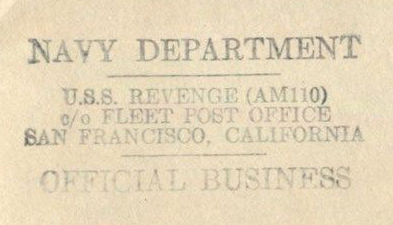 NAVY DEPARTMENT
U.S.S. REVENGE (AM110)
c/o FLEET POST OFFICE
SAN FRANCISCO, CALIFORNIA
OFFICIAL BUSINESS